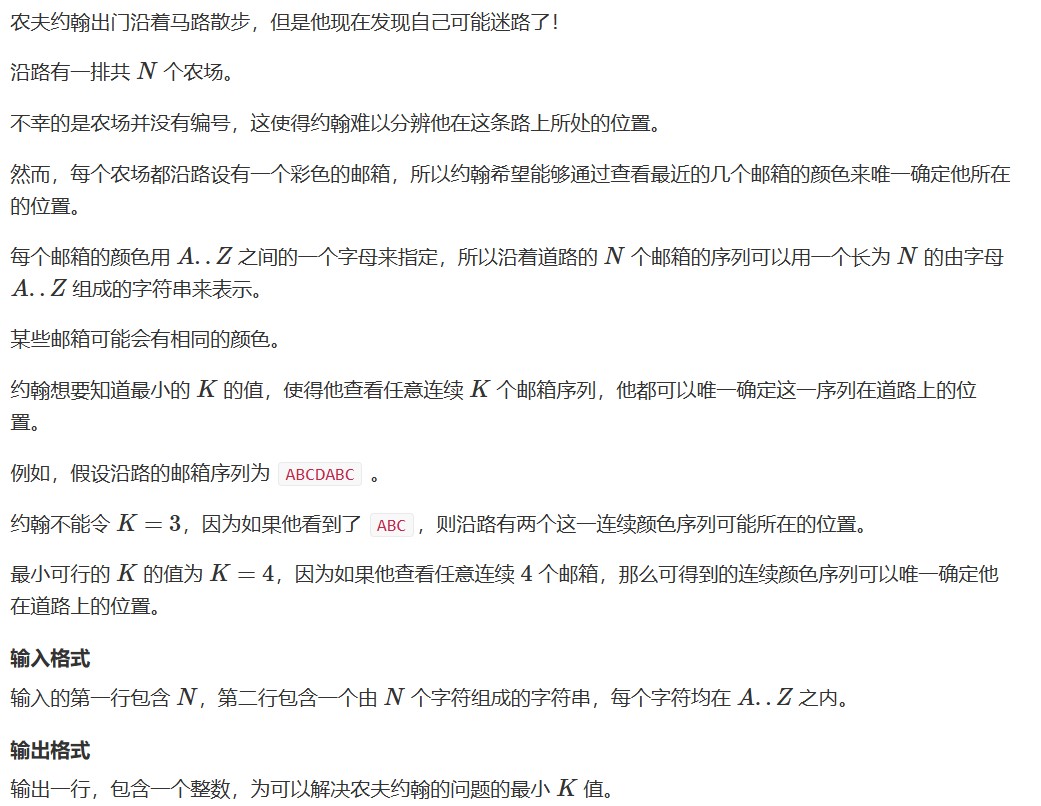 农夫约翰出门沿着马路散步，但是他现在发现自己可能迷路了！
沿路有一排共 N 个农场。
不幸的是农场并没有编号，这使得约翰难以分辨他在这条路上所处的位置。
然而，每个农场都沿路设有一个彩色的邮箱，所以约翰希望能够通过查看最近的几个邮箱的颜色来唯一确定他所在
的位置。
每个邮箱的颜色用 A..Z 之间的一个字母来指定，所以沿着道路的 N 个邮箱的序列可以用一个长为 N 的由字母
A..Z 组成的字符串来表示。
某些邮箱可能会有相同的颜色。
约翰想要知道最小的 K 的值，使得他查看任意连续 K 个邮箱序列，他都可以唯一确定这一序列在道路上的位
置。
例如，假设沿路的邮箱序列为 ABCDABC 。
约翰不能令 K = 3，因为如果他看到了 ABC ，则沿路有两个这一连续颜色序列可能所在的位置。
最小可行的 K 的值为 K = 4，因为如果他查看任意连续 4 个邮箱，那么可得到的连续颜色序列可以唯一确定他
在道路上的位置。
输入格式
输入的第一行包含 N，第二行包含一个由 N 个字符组成的字符串，每个字符均在 A..Z 之内。
输出格式
输出一行，包含一个整数，为可以解决农夫约翰的问题的最小 K 值。